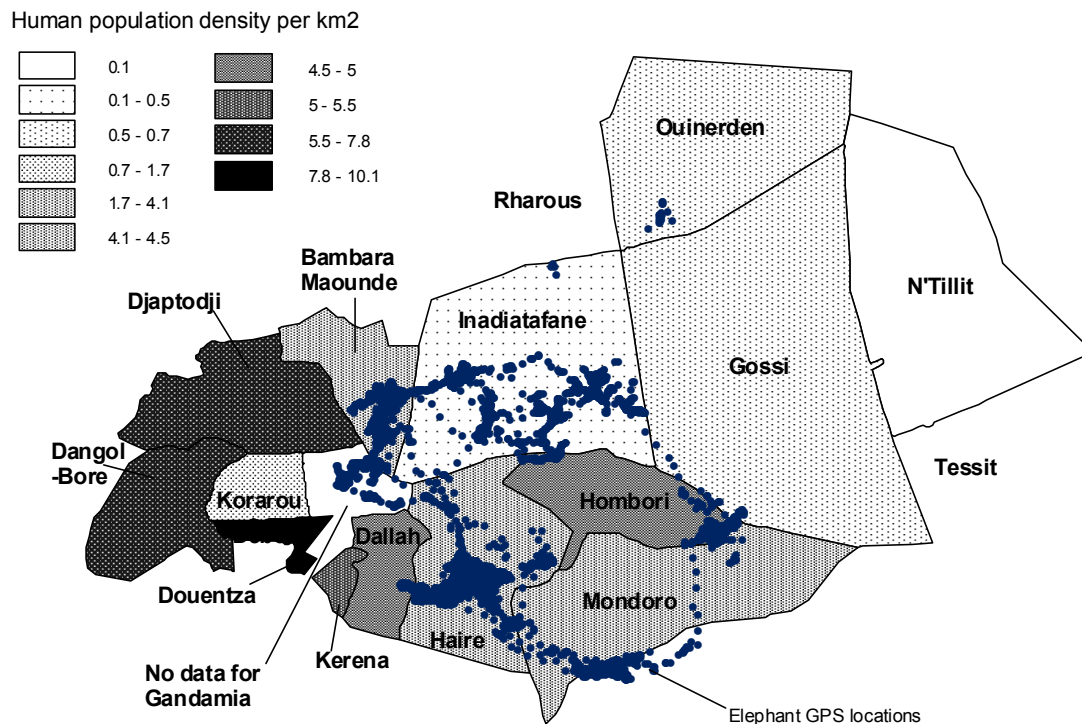 Human population density per km2
0.1
0.1 - 0.5
0.5 - 0.7
0.7 - 1.7
1.7 - 4.1
4.1 - 4.5
4.5 - 5
5 - 5.5
5.5 - 7.8
7.8 - 10.1
Ouinerden
Rharous
Bambara
Maounde
Djaptodji
Inadiatafane
N'Tillit
Gossi
Dangol
-Bore
Korarou
Tessit
Hombori
Dallah
Douentza
Mondoro
Haire
Kerena
No data for
Gandamia
Elephant GPS locations